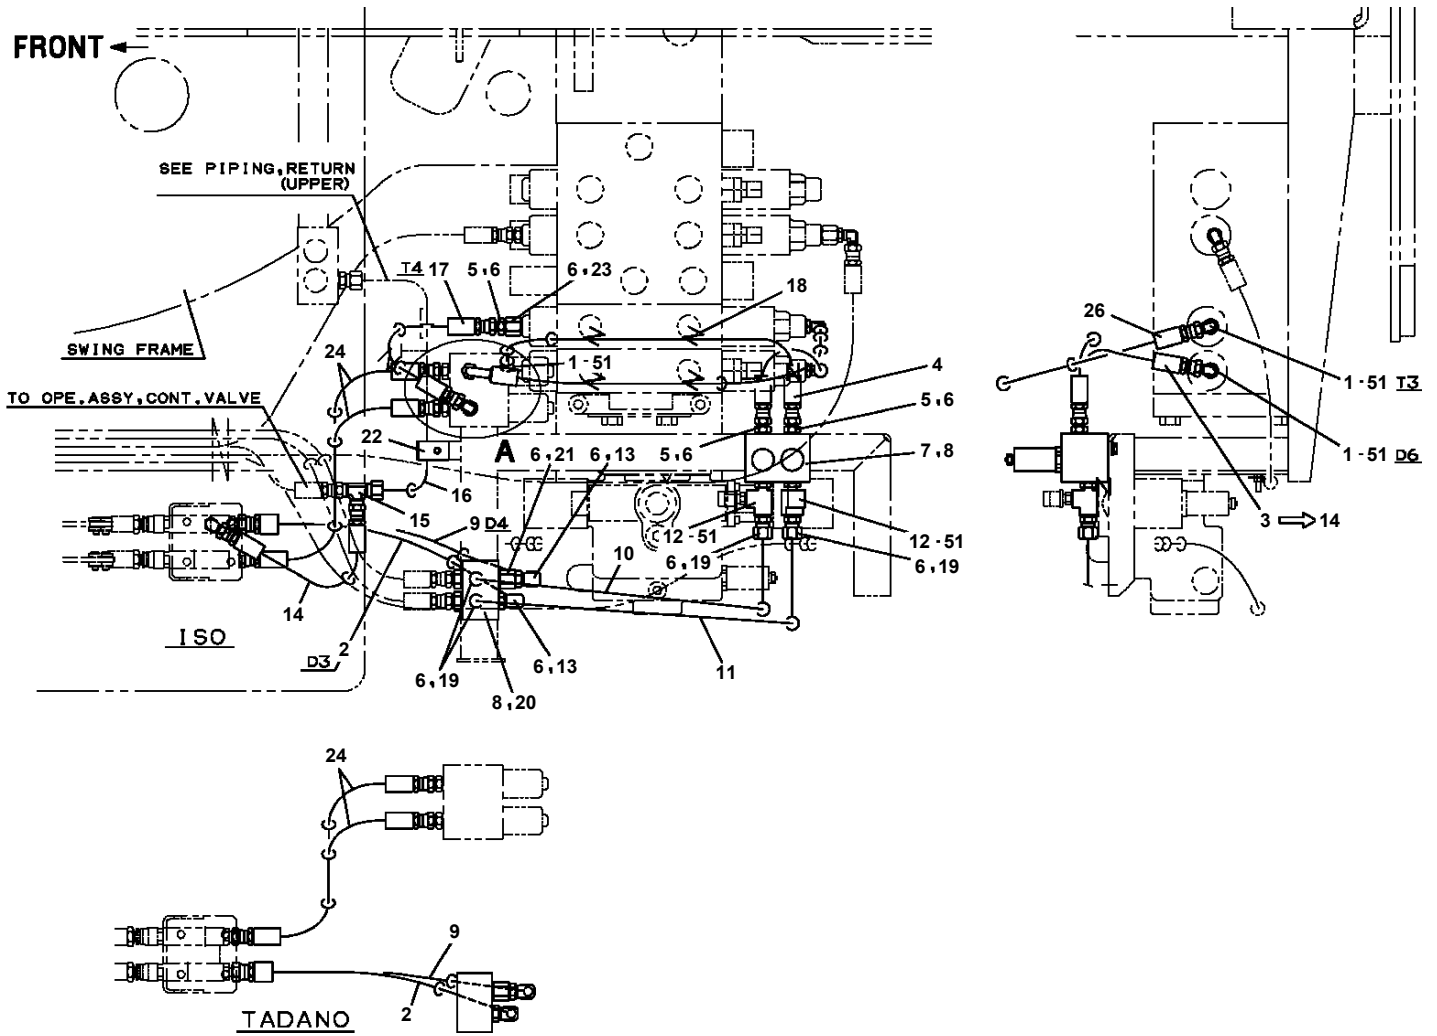 FRONT
SEE PIPING,RETURN
(UPPER)
T4 17 5,6 6,23
18
26
SWING FRAME
24
1-51
4
1-51 T3
TO OPE,ASSY,CONT,VALVE
5,6
22
A
6,21 6,13 5,6
7,8
1-51 D6
16
15
9 D4
12-51
12-51
3 14
10
6,19
6,19
14
ISO
D3 2
6,19
6,13
11
8,20
24
9
2
TADANO